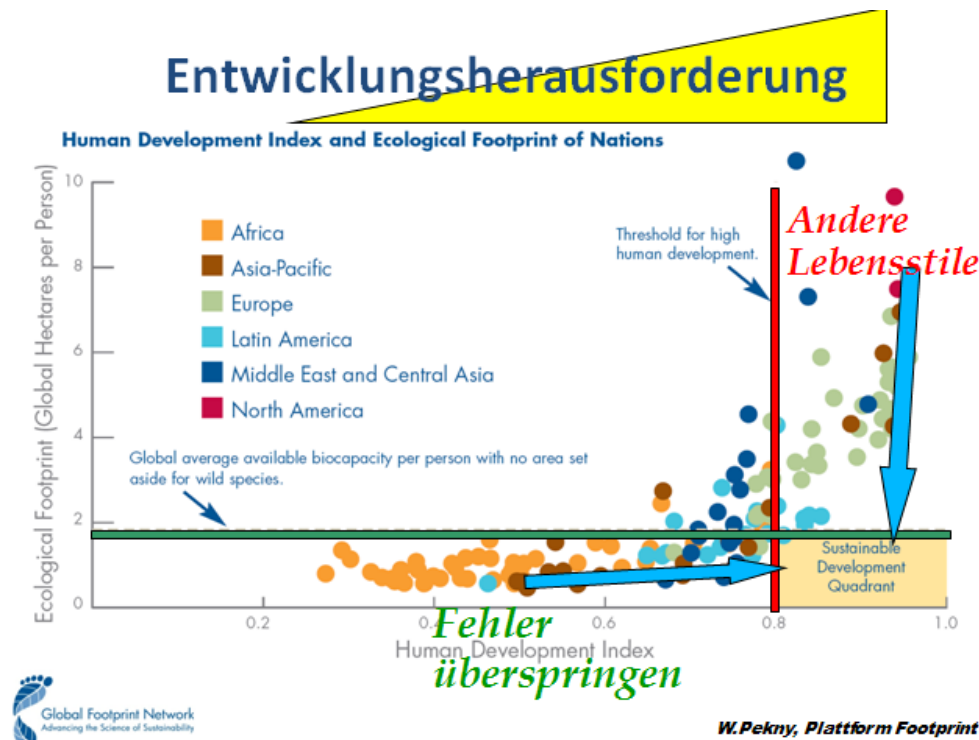 Entwicklungsherausforderung
Human Development Index and Ecological Footprint of Nations
Ecological Footprint (Global Hectares per Person)
10
8
6
4
2
0
Africa
Asia-Pacific
Europe
Latin America
Middle East and Central Asia
North America
Threshold for high
human development.
Andere
Lebensstile
Global average available biocapacity per person with no area set
aside for wild species.
Sustainable
Development
Quadrant
0.2
0.4
0.6
0.8
1.0
Fehler
Human Development Index
überspringen
Global Footprint Network
Advancing the Science of Sustainability
W.Pekny, Plattform Footprint